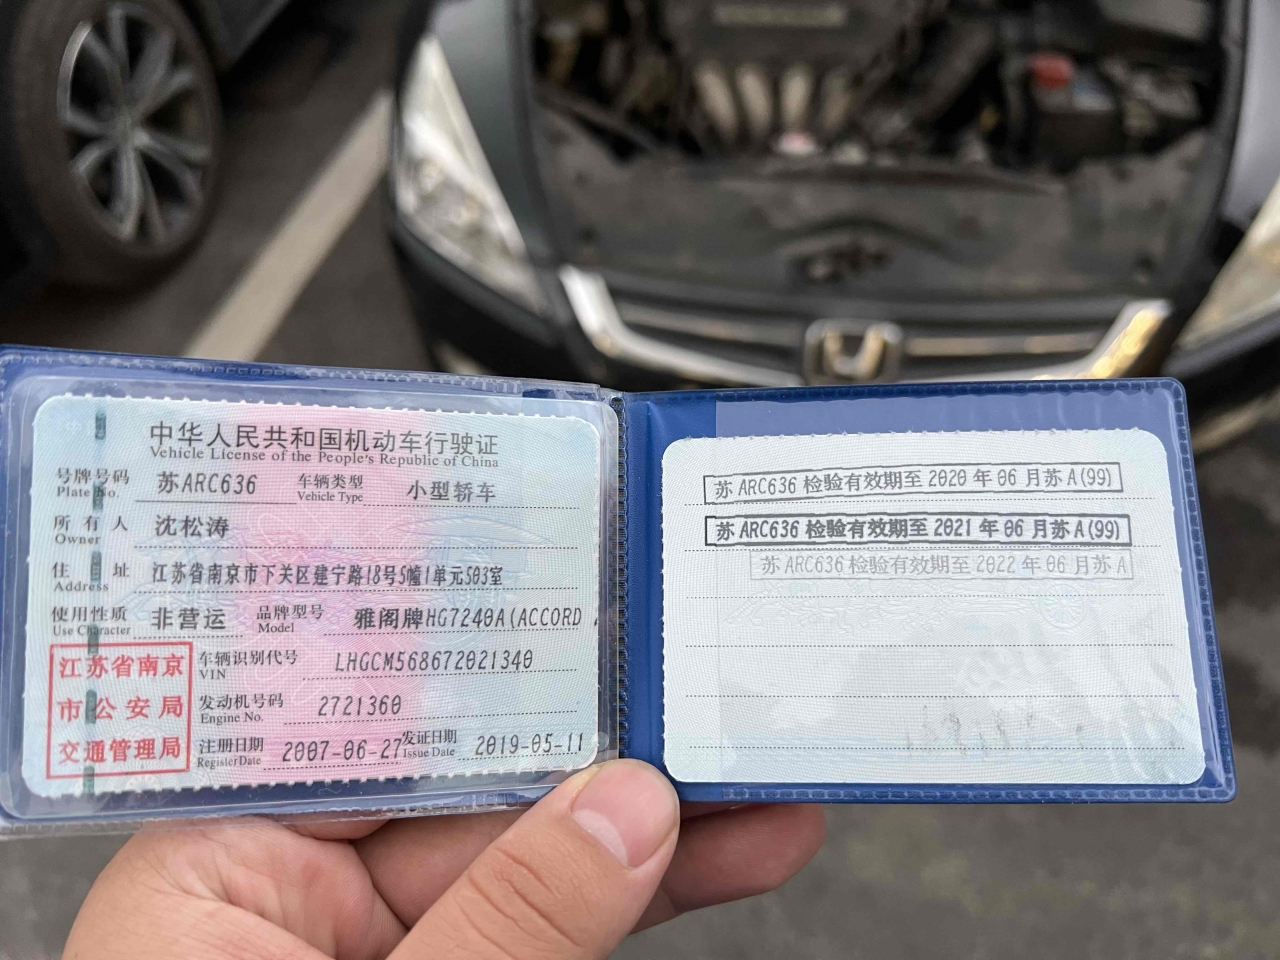 中华人民共和国机动车行驶证
Vehicle License of the People's Republic of China
号牌号码 苏ARC636 车辆类型 小型轿车
Plate No. Vehicle Type
所有人 沈松涛
Owner
住址 江苏省南京市下关区建宁路18号5幢1单元503室
Address
使用性质 非营运 品牌型号 雅阁牌HG7240A(ACCORD
Use Character Model
江苏省南京
市公安局
交通管理局
车辆识别代号 LHGCM568672021340
VIN
发动机号码 2721360
Engine No.
注册日期 2007-06-27 发证日期 2019-05-11
Register Date Issue Date
苏ARC636 检验有效期至 2020 年 06 月苏A(99)
苏ARC636 检验有效期至 2021 年 06 月苏A(99)
苏ARC636 检验有效期至 2022 年 06 月苏A